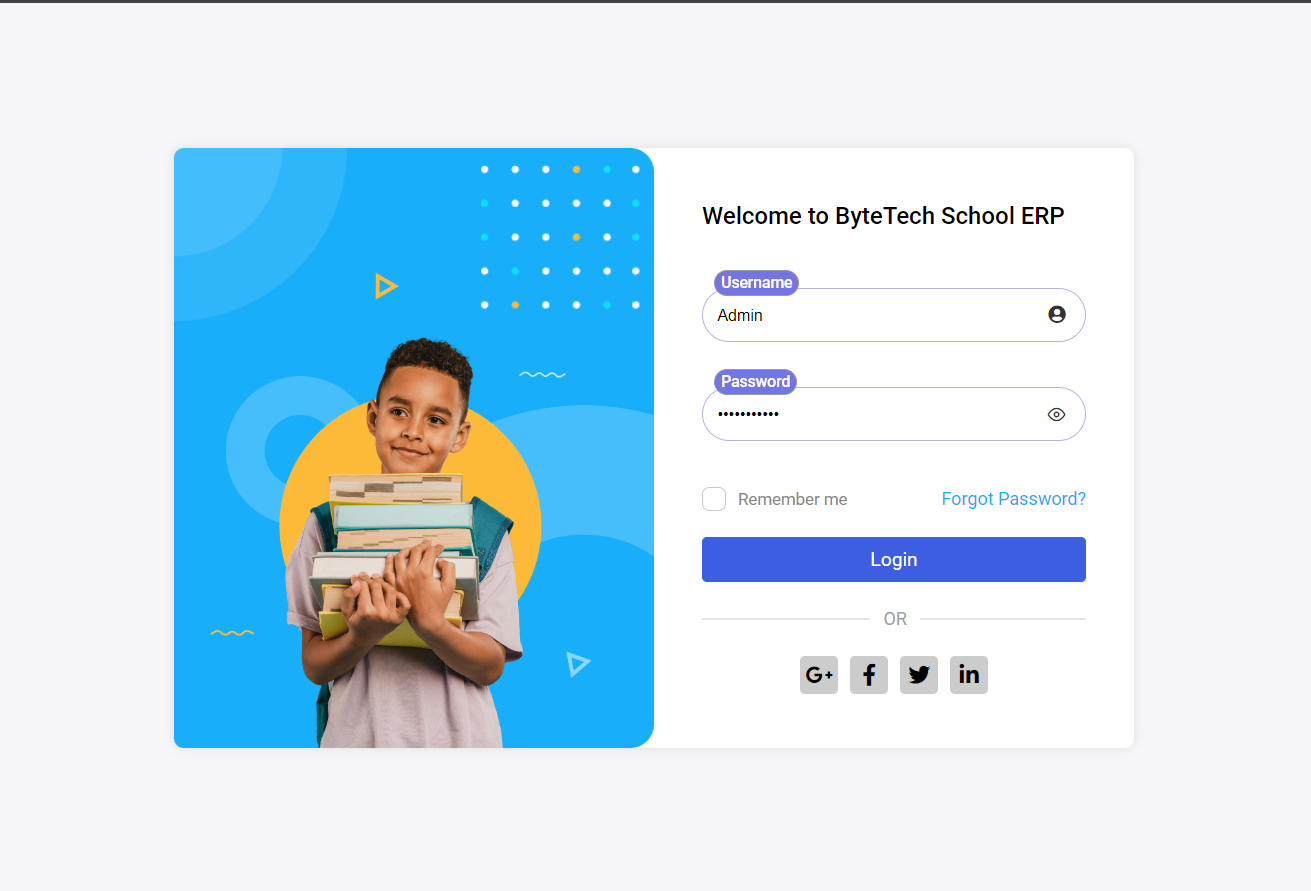 Welcome to ByteTech School ERP
Username
Admin
Password
•••••••••••
Remember me
Forgot Password?
Login
OR
G+
f
in